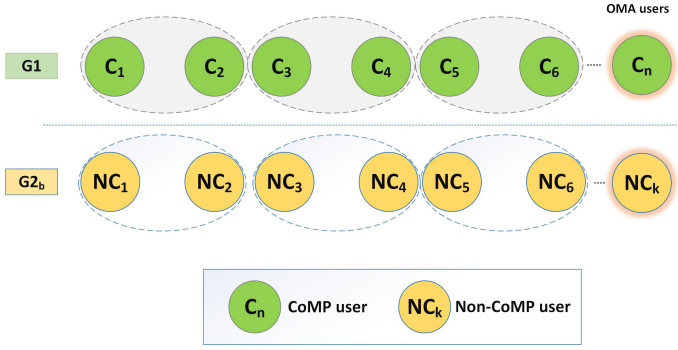 OMA users
G1 C1 C2 C3 C4 C5 C6 ..... Cn
G2b NC1 NC2 NC3 NC4 NC5 NC6 .... NCk
Cn CoMP user NCk Non-CoMP user